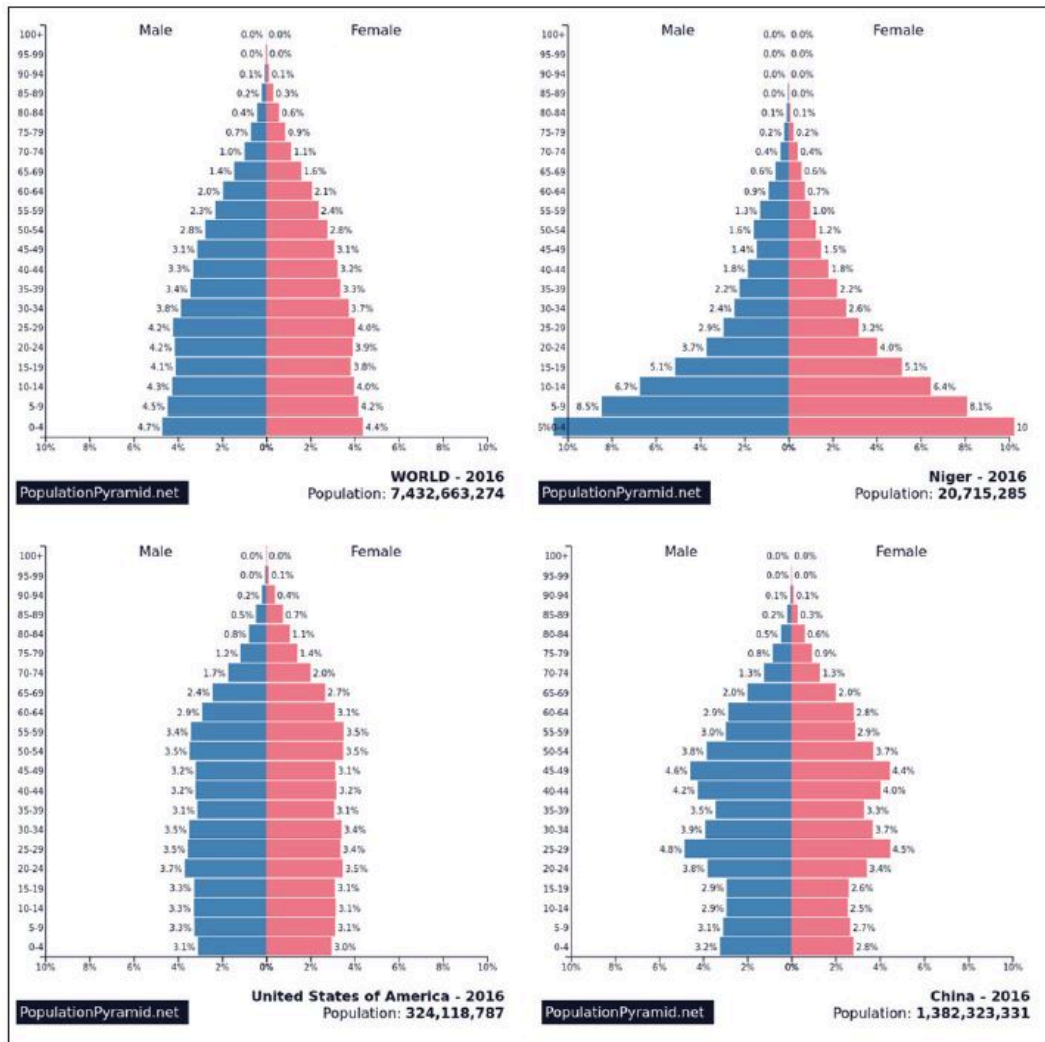 Male Female
100+ 0.0% 0.0%
95-99 0.0% 0.0%
90-94 0.1% 0.1%
85-89 0.2% 0.3%
80-84 0.4% 0.6%
75-79 0.7% 0.9%
70-74 1.0% 1.1%
65-69 1.4% 1.6%
60-64 2.0% 2.1%
55-59 2.3% 2.4%
50-54 2.8% 2.8%
45-49 3.1% 3.1%
40-44 3.3% 3.2%
35-39 3.4% 3.3%
30-34 3.8% 3.7%
25-29 4.2% 4.0%
20-24 4.2% 3.9%
15-19 4.1% 3.8%
10-14 4.3% 4.0%
5-9 4.5% 4.2%
0-4 4.7% 4.4%
10% 8% 6% 4% 2% 0% 2% 4% 6% 8% 10%
WORLD - 2016
PopulationPyramid.net Population: 7,432,663,274
Male Female
100+ 0.0% 0.0%
95-99 0.0% 0.0%
90-94 0.0% 0.0%
85-89 0.0% 0.0%
80-84 0.1% 0.1%
75-79 0.2% 0.2%
70-74 0.4% 0.4%
65-69 0.6% 0.6%
60-64 0.9% 0.7%
55-59 1.3% 1.0%
50-54 1.6% 1.2%
45-49 1.4% 1.5%
40-44 1.8% 1.8%
35-39 2.2% 2.2%
30-34 2.4% 2.6%
25-29 2.9% 3.2%
20-24 3.7% 4.0%
15-19 5.1% 5.1%
10-14 6.7% 6.4%
5-9 8.5% 8.1%
5% 0-4 10
10% 8% 6% 4% 2% 0% 2% 4% 6% 8% 10%
Niger - 2016
PopulationPyramid.net Population: 20,715,285
Male Female
100+ 0.0% 0.0%
95-99 0.0% 0.1%
90-94 0.2% 0.4%
85-89 0.5% 0.7%
80-84 0.8% 1.1%
75-79 1.2% 1.4%
70-74 1.7% 2.0%
65-69 2.4% 2.7%
60-64 2.9% 3.1%
55-59 3.4% 3.5%
50-54 3.5% 3.5%
45-49 3.2% 3.1%
40-44 3.2% 3.2%
35-39 3.1% 3.1%
30-34 3.5% 3.4%
25-29 3.5% 3.4%
20-24 3.7% 3.5%
15-19 3.3% 3.1%
10-14 3.3% 3.1%
5-9 3.3% 3.1%
0-4 3.1% 3.0%
10% 8% 6% 4% 2% 0% 2% 4% 6% 8% 10%
United States of America - 2016
PopulationPyramid.net Population: 324,118,787
Male Female
100+ 0.0% 0.0%
95-99 0.0% 0.0%
90-94 0.1% 0.1%
85-89 0.2% 0.3%
80-84 0.5% 0.6%
75-79 0.8% 0.9%
70-74 1.3% 1.3%
65-69 2.0% 2.0%
60-64 2.9% 2.8%
55-59 3.0% 2.9%
50-54 3.8% 3.7%
45-49 4.6% 4.4%
40-44 4.2% 4.0%
35-39 3.5% 3.3%
30-34 3.9% 3.7%
25-29 4.8% 4.5%
20-24 3.8% 3.4%
15-19 2.9% 2.6%
10-14 2.9% 2.5%
5-9 3.1% 2.7%
0-4 3.2% 2.8%
10% 8% 6% 4% 2% 0% 2% 4% 6% 8% 10%
China - 2016
PopulationPyramid.net Population: 1,382,323,331